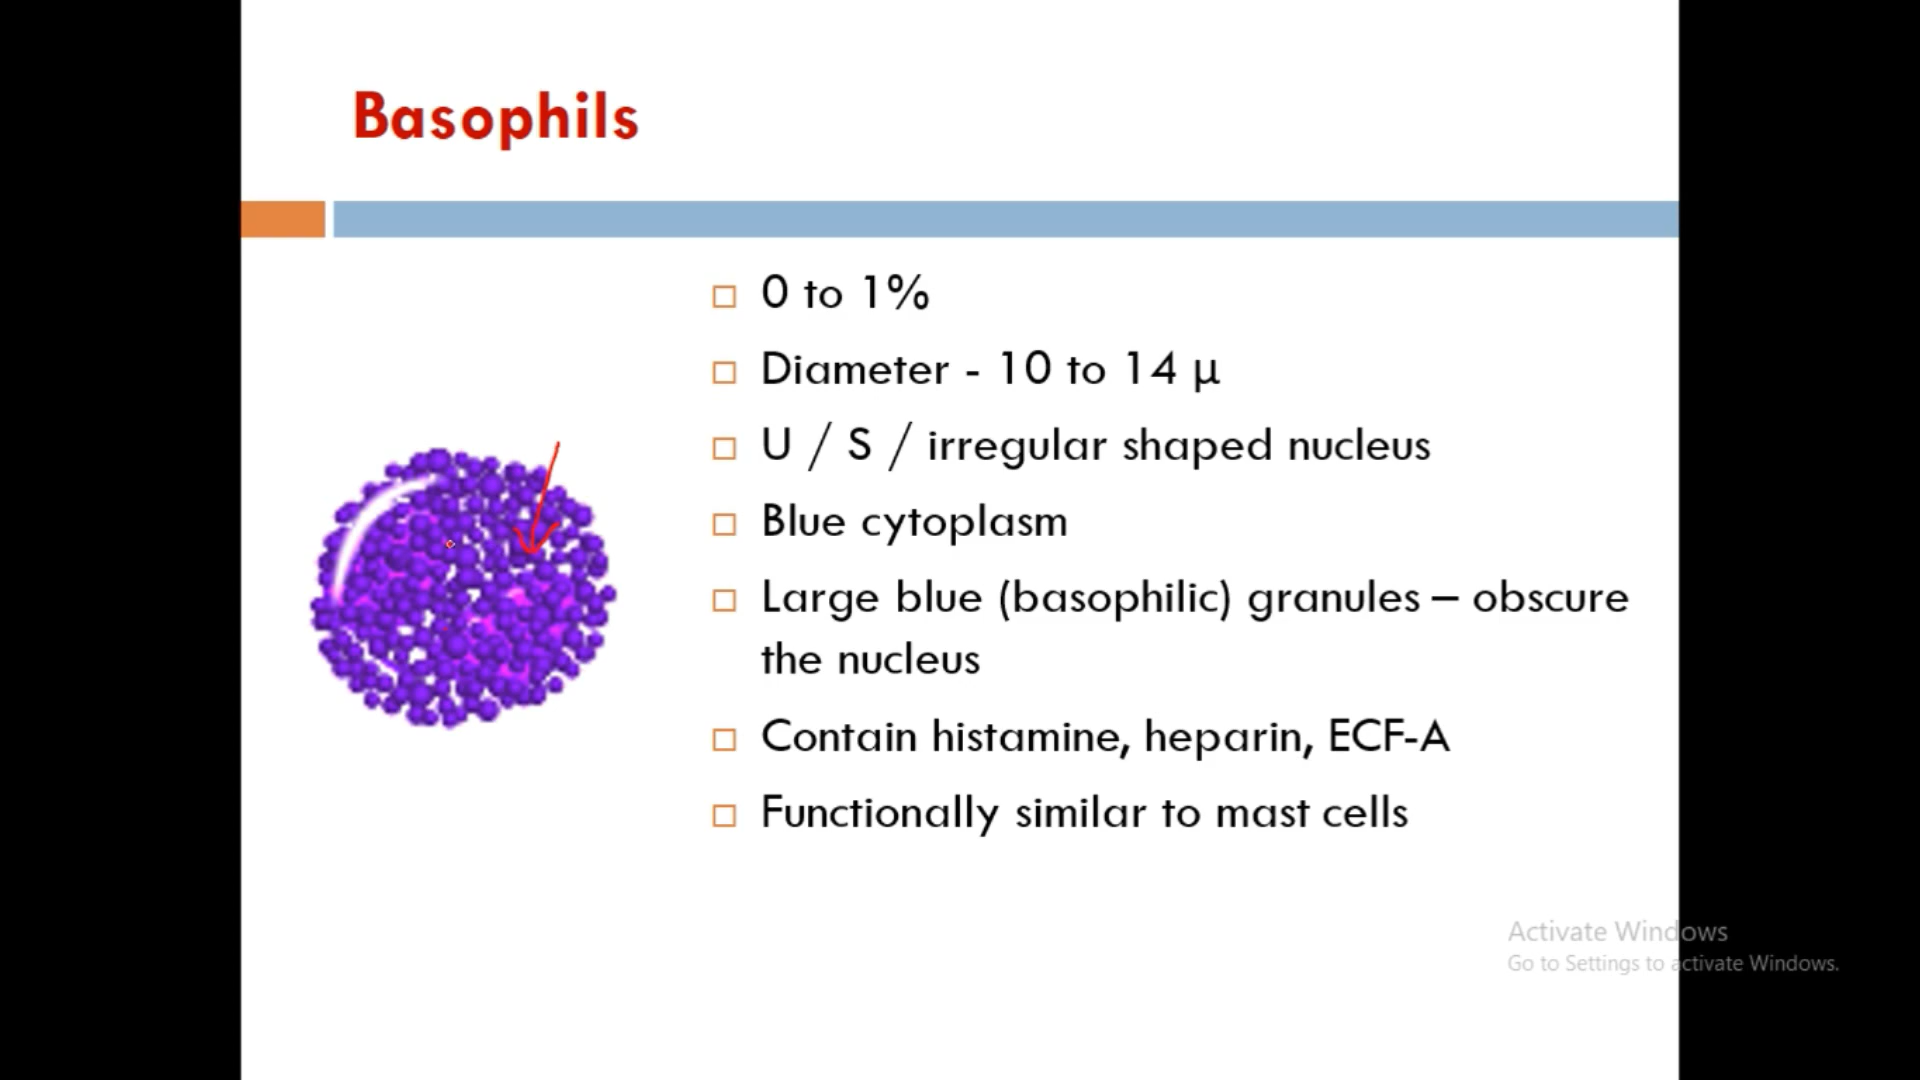 Basophils
0 to 1%
Diameter - 10 to 14 µ
U / S / irregular shaped nucleus
Blue cytoplasm
Large blue (basophilic) granules – obscure
the nucleus
Contain histamine, heparin, ECF-A
Functionally similar to mast cells
Activate Windows
Go to Settings to activate Windows.